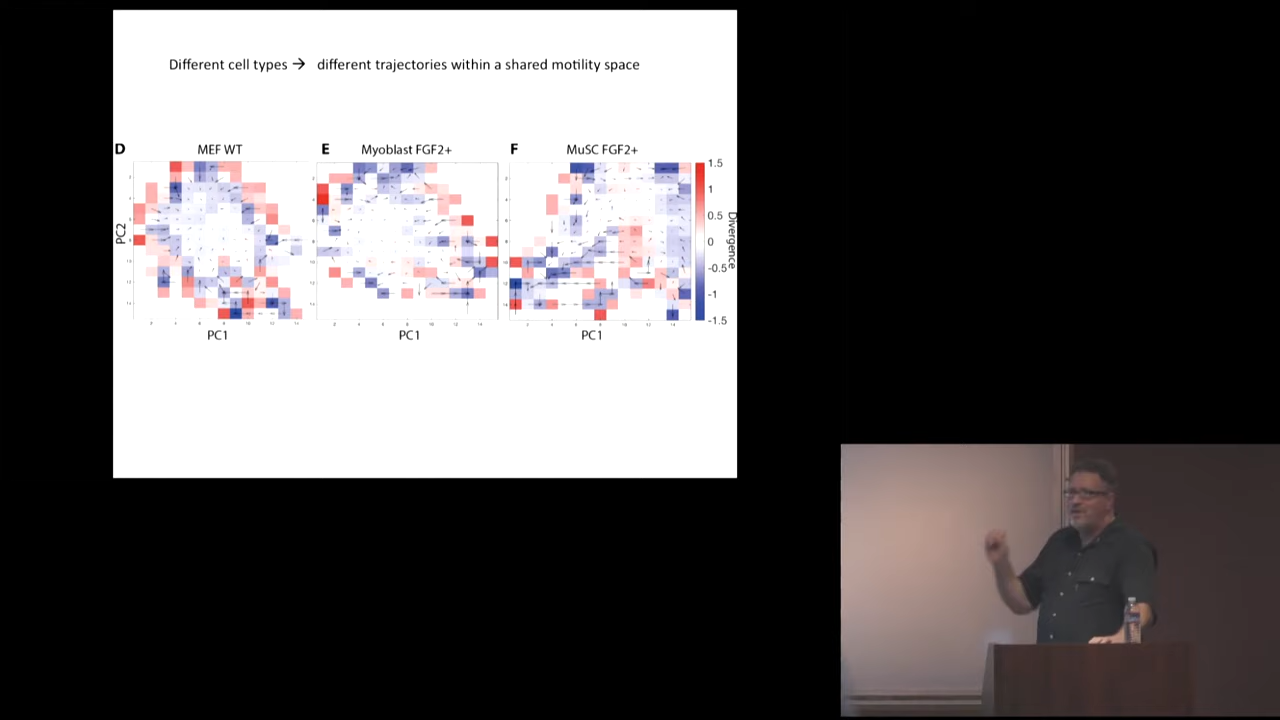 Different cell types → different trajectories within a shared motility space
D MEF WT
E Myoblast FGF2+
F MuSC FGF2+
PC2
PC1
PC1
PC1
1.5
1
0.5
0
-0.5
-1
-1.5
Divergence